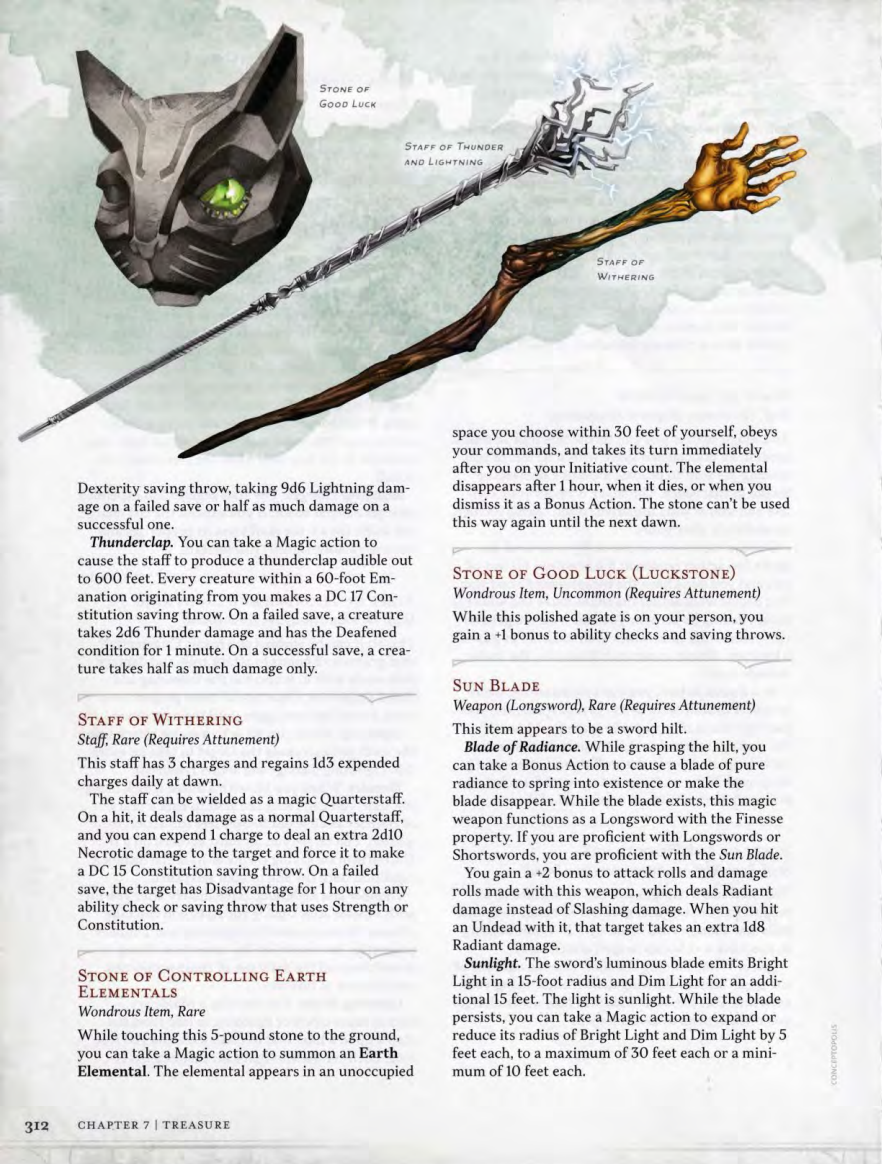 STONE OF
GOOD LUCK
STAFF OF THUNDER
AND LIGHTNING
STAFF OF
WITHERING
Dexterity saving throw, taking 9d6 Lightning dam-
age on a failed save or half as much damage on a
successful one.
Thunderclap. You can take a Magic action to
cause the staff to produce a thunderclap audible out
to 600 feet. Every creature within a 60-foot Em-
anation originating from you makes a DC 17 Con-
stitution saving throw. On a failed save, a creature
takes 2d6 Thunder damage and has the Deafened
condition for 1 minute. On a successful save, a crea-
ture takes half as much damage only.
STAFF OF WITHERING
Staff, Rare (Requires Attunement)
This staff has 3 charges and regains 1d3 expended
charges daily at dawn.
The staff can be wielded as a magic Quarterstaff.
On a hit, it deals damage as a normal Quarterstaff,
and you can expend 1 charge to deal an extra 2d10
Necrotic damage to the target and force it to make
a DC 15 Constitution saving throw. On a failed
save, the target has Disadvantage for 1 hour on any
ability check or saving throw that uses Strength or
Constitution.
STONE OF CONTROLLING EARTH
ELEMENTALS
Wondrous Item, Rare
While touching this 5-pound stone to the ground,
you can take a Magic action to summon an Earth
Elemental. The elemental appears in an unoccupied
space you choose within 30 feet of yourself, obeys
your commands, and takes its turn immediately
after you on your Initiative count. The elemental
disappears after 1 hour, when it dies, or when you
dismiss it as a Bonus Action. The stone can't be used
this way again until the next dawn.
STONE OF GOOD LUCK (LUCKSTONE)
Wondrous Item, Uncommon (Requires Attunement)
While this polished agate is on your person, you
gain a +1 bonus to ability checks and saving throws.
SUN BLADE
Weapon (Longsword), Rare (Requires Attunement)
This item appears to be a sword hilt.
Blade of Radiance. While grasping the hilt, you
can take a Bonus Action to cause a blade of pure
radiance to spring into existence or make the
blade disappear. While the blade exists, this magic
weapon functions as a Longsword with the Finesse
property. If you are proficient with Longswords or
Shortswords, you are proficient with the Sun Blade.
You gain a +2 bonus to attack rolls and damage
rolls made with this weapon, which deals Radiant
damage instead of Slashing damage. When you hit
an Undead with it, that target takes an extra 1d8
Radiant damage.
Sunlight. The sword's luminous blade emits Bright
Light in a 15-foot radius and Dim Light for an addi-
tional 15 feet. The light is sunlight. While the blade
persists, you can take a Magic action to expand or
reduce its radius of Bright Light and Dim Light by 5
feet each, to a maximum of 30 feet each or a mini-
mum of 10 feet each.
CONCEPTOPOLIS
312 CHAPTER 7 | TREASURE